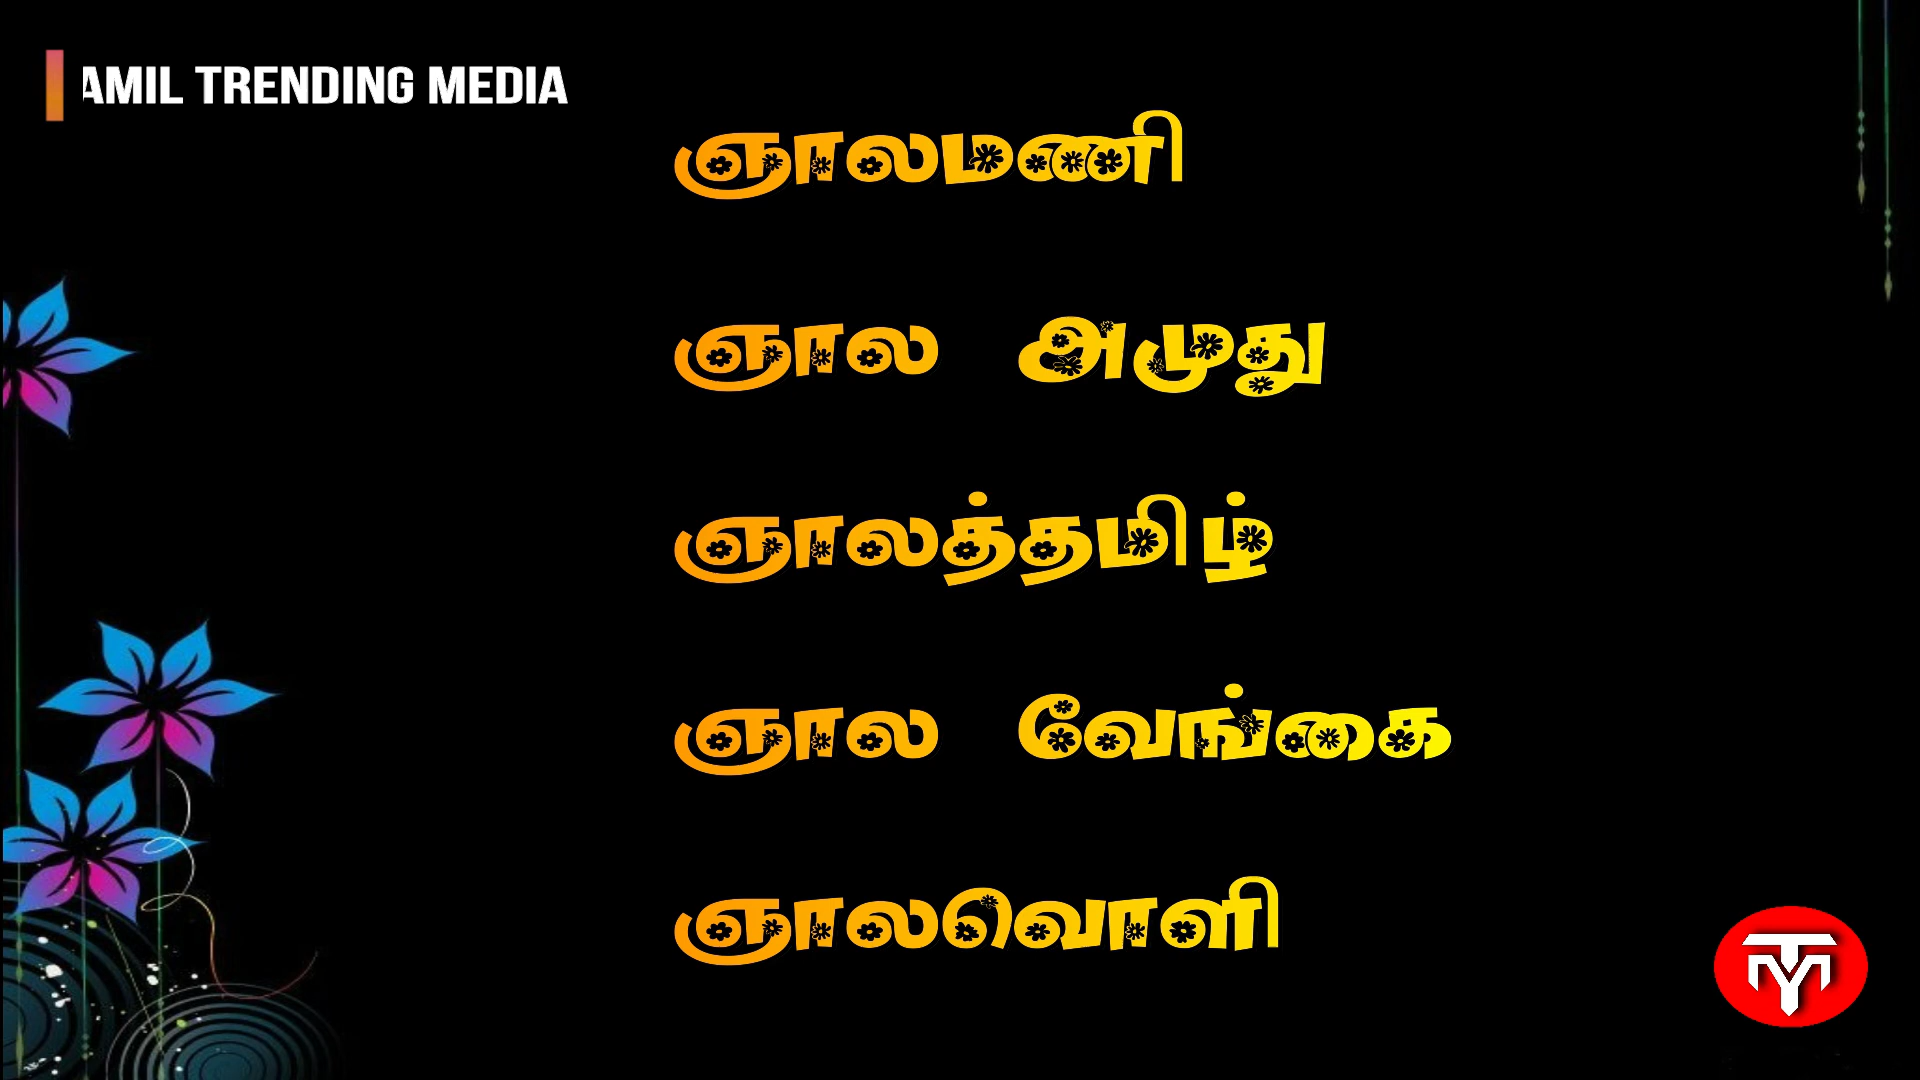 AMIL TRENDING MEDIA
ஞாலமணி
ஞால அமுது
ஞாலத்தமிழ்
ஞால வேங்கை
ஞாலவொளி